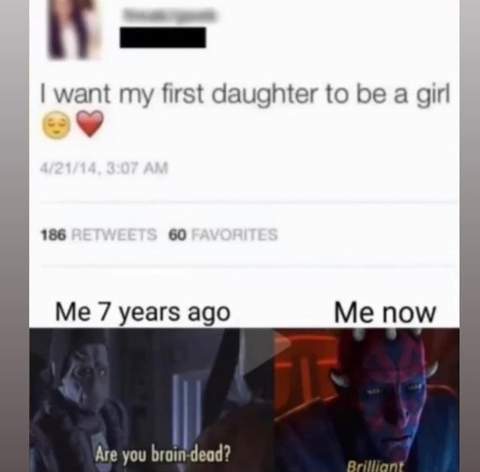 I want my first daughter to be a girl
😌❤️
4/21/14, 3:07 AM
186 RETWEETS 60 FAVORITES
Me 7 years ago
Me now
Are you brain-dead?
Brilliant